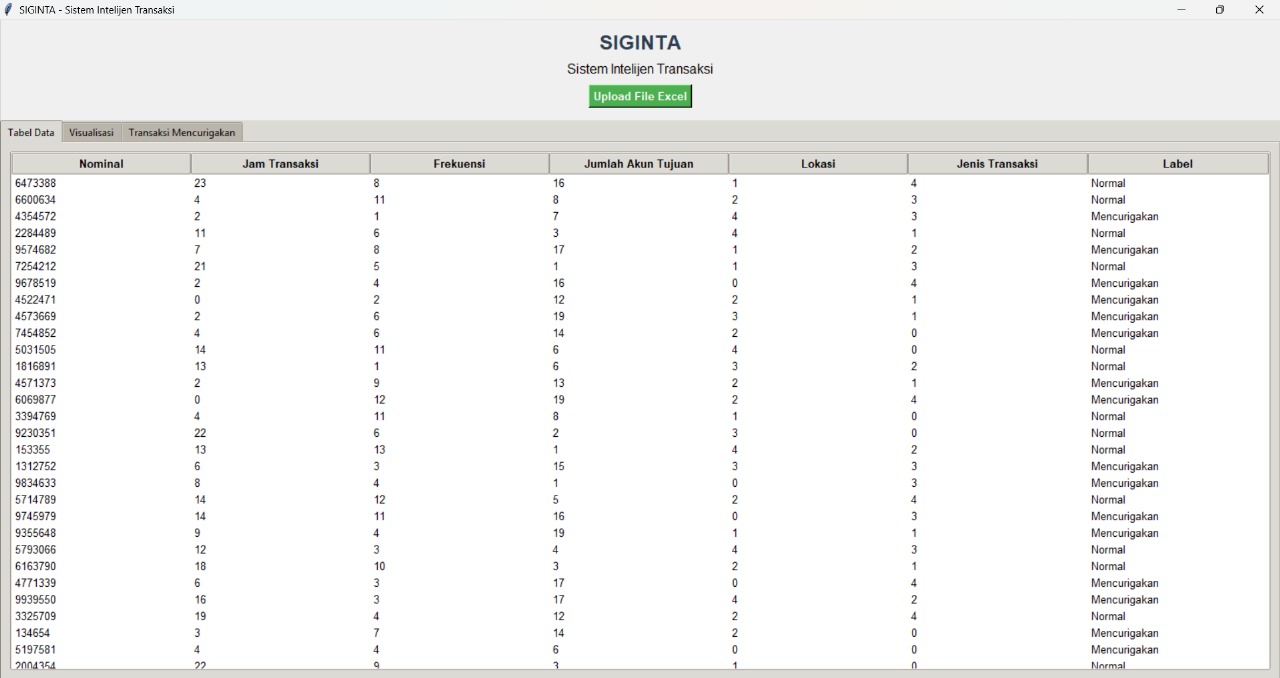 SIGINTA - Sistem Intelijen Transaksi
SIGINTA
Sistem Intelijen Transaksi
Upload File Excel
Tabel Data Visualisasi Transaksi Mencurigakan
Nominal Jam Transaksi Frekuensi Jumlah Akun Tujuan Lokasi Jenis Transaksi Label
6473388 23 8 16 1 4 Normal
6600634 4 11 8 2 3 Normal
4354572 2 1 7 4 3 Mencurigakan
2284489 11 6 3 4 1 Normal
9574682 7 8 17 1 2 Mencurigakan
7254212 21 5 1 1 3 Normal
9678519 2 4 16 0 4 Mencurigakan
4522471 0 2 12 2 1 Mencurigakan
4573669 2 6 19 3 1 Mencurigakan
7454852 4 6 14 2 0 Mencurigakan
5031505 14 11 6 4 0 Normal
1816891 13 1 6 3 2 Normal
4571373 2 9 13 2 1 Mencurigakan
6069877 0 12 19 2 4 Mencurigakan
3394769 4 11 8 1 0 Normal
9230351 22 6 2 3 0 Normal
153355 13 13 1 4 2 Normal
1312752 6 3 15 3 3 Mencurigakan
9834633 8 4 1 0 3 Mencurigakan
5714789 14 12 5 2 4 Normal
9745979 14 11 16 0 3 Mencurigakan
9355648 9 4 19 1 1 Mencurigakan
5793066 12 3 4 4 3 Normal
6163790 18 10 3 2 1 Normal
4771339 6 3 17 0 4 Mencurigakan
9939550 16 3 17 4 2 Mencurigakan
3325709 19 4 12 2 4 Normal
134654 3 7 14 2 0 Mencurigakan
5197581 4 4 6 0 0 Mencurigakan
2004354 22 9 3 1 0 Normal